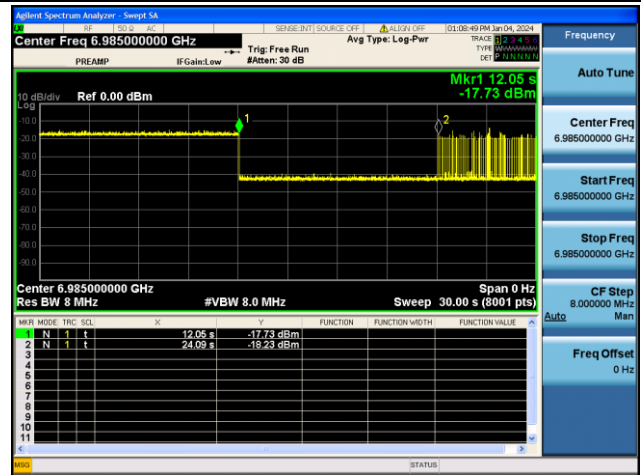 Agilent Spectrum Analyzer - Swept SA
RF 50 Ω AC SENSE:INT SOURCE OFF ALIGN OFF 01:08:49 PM Jan 04, 2024
Center Freq 6.985000000 GHz
Avg Type: Log-Pwr
TRACE 1 2 3 4 5 6
TYPE
DET P N N N N N
PREAMP IFGain:Low
Trig: Free Run
#Atten: 30 dB
Mkr1 12.05 s
-17.73 dBm
10 dB/div Ref 0.00 dBm
Log
-10.0
-20.0
-30.0
-40.0
-50.0
-60.0
-70.0
-80.0
-90.0
1
2
Center 6.985000000 GHz Span 0 Hz
Res BW 8 MHz #VBW 8.0 MHz Sweep 30.00 s (8001 pts)
MKR MODE TRC SCL X Y FUNCTION FUNCTION WIDTH FUNCTION VALUE
1 N 1 t 12.05 s -17.73 dBm
2 N 1 t 24.09 s -18.23 dBm
3
4
5
6
7
8
9
10
11
MSG STATUS
Frequency
Auto Tune
Center Freq
6.985000000 GHz
Start Freq
6.985000000 GHz
Stop Freq
6.985000000 GHz
CF Step
8.000000 MHz
Auto Man
Freq Offset
0 Hz